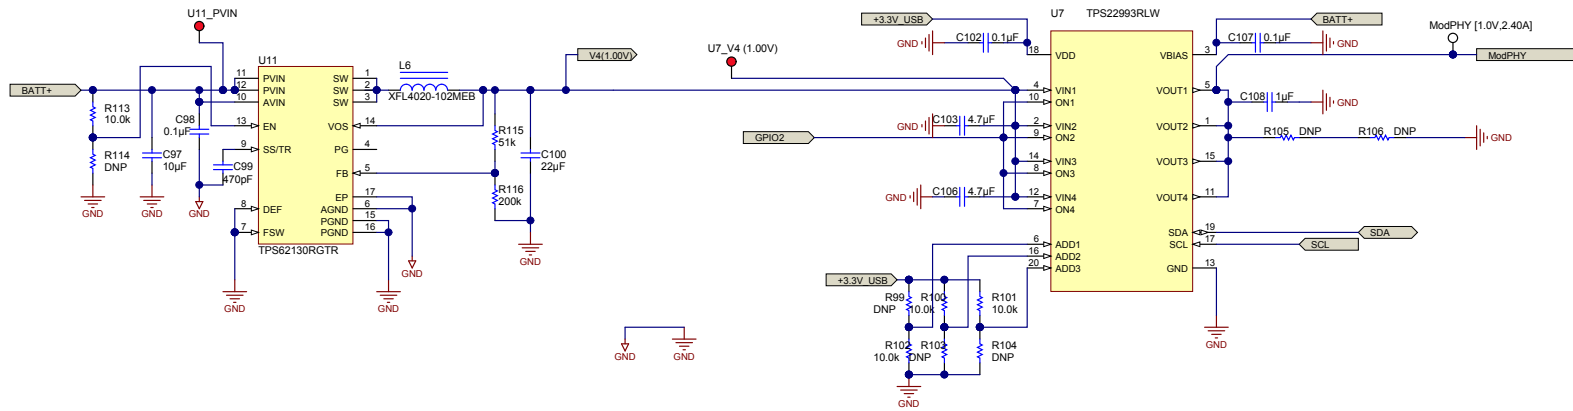 U11_PVIN
BATT+
R113
10.0k
R114
DNP
GND
C97
10µF
GND
C98
0.1µF
GND
C99
470pF
U11
11 PVIN SW 1
12 PVIN SW 2
10 AVIN SW 3
13 EN VOS 14
9 SS/TR PG 4
FB 5
EP 17
8 DEF AGND 6
PGND 15
7 FSW PGND 16
TPS62130RGTR
GND
GND
GND
L6
XFL4020-102MEB
R115
51k
R116
200k
C100
22µF
GND
V4(1.00V)
GND
GND
U7_V4 (1.00V)
GPIO2
+3.3V_USB
GND
C102 0.1µF
GND
C103 4.7µF
GND
C106 4.7µF
U7 TPS22993RLW
18 VDD VBIAS 3
4 VIN1 VOUT1 5
10 ON1
2 VIN2 VOUT2 1
9 ON2
14 VIN3 VOUT3 15
8 ON3
12 VIN4 VOUT4 11
7 ON4
SDA 19
6 ADD1 SCL 17
16 ADD2
20 ADD3 GND 13
+3.3V_USB
R99
DNP
R100
10.0k
R101
10.0k
R102
10.0k
R103
DNP
R104
DNP
GND
BATT+
C107 0.1µF
GND
ModPHY [1.0V,2.40A]
ModPHY
C108 1µF
GND
R105 DNP
R106 DNP
GND
SDA
SCL
GND